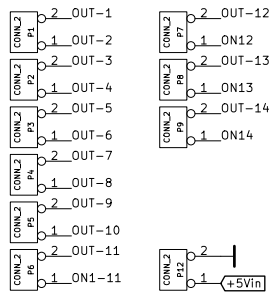 CONN_2 P1 2 OUT-1
1 OUT-2
CONN_2 P2 2 OUT-3
1 OUT-4
CONN_2 P3 2 OUT-5
1 OUT-6
CONN_2 P4 2 OUT-7
1 OUT-8
CONN_2 P5 2 OUT-9
1 OUT-10
CONN_2 P6 2 OUT-11
1 ON1-11
CONN_2 P7 2 OUT-12
1 ON12
CONN_2 P8 2 OUT-13
1 ON13
CONN_2 P9 2 OUT-14
1 ON14
CONN_2 P12 2
1 +5Vin